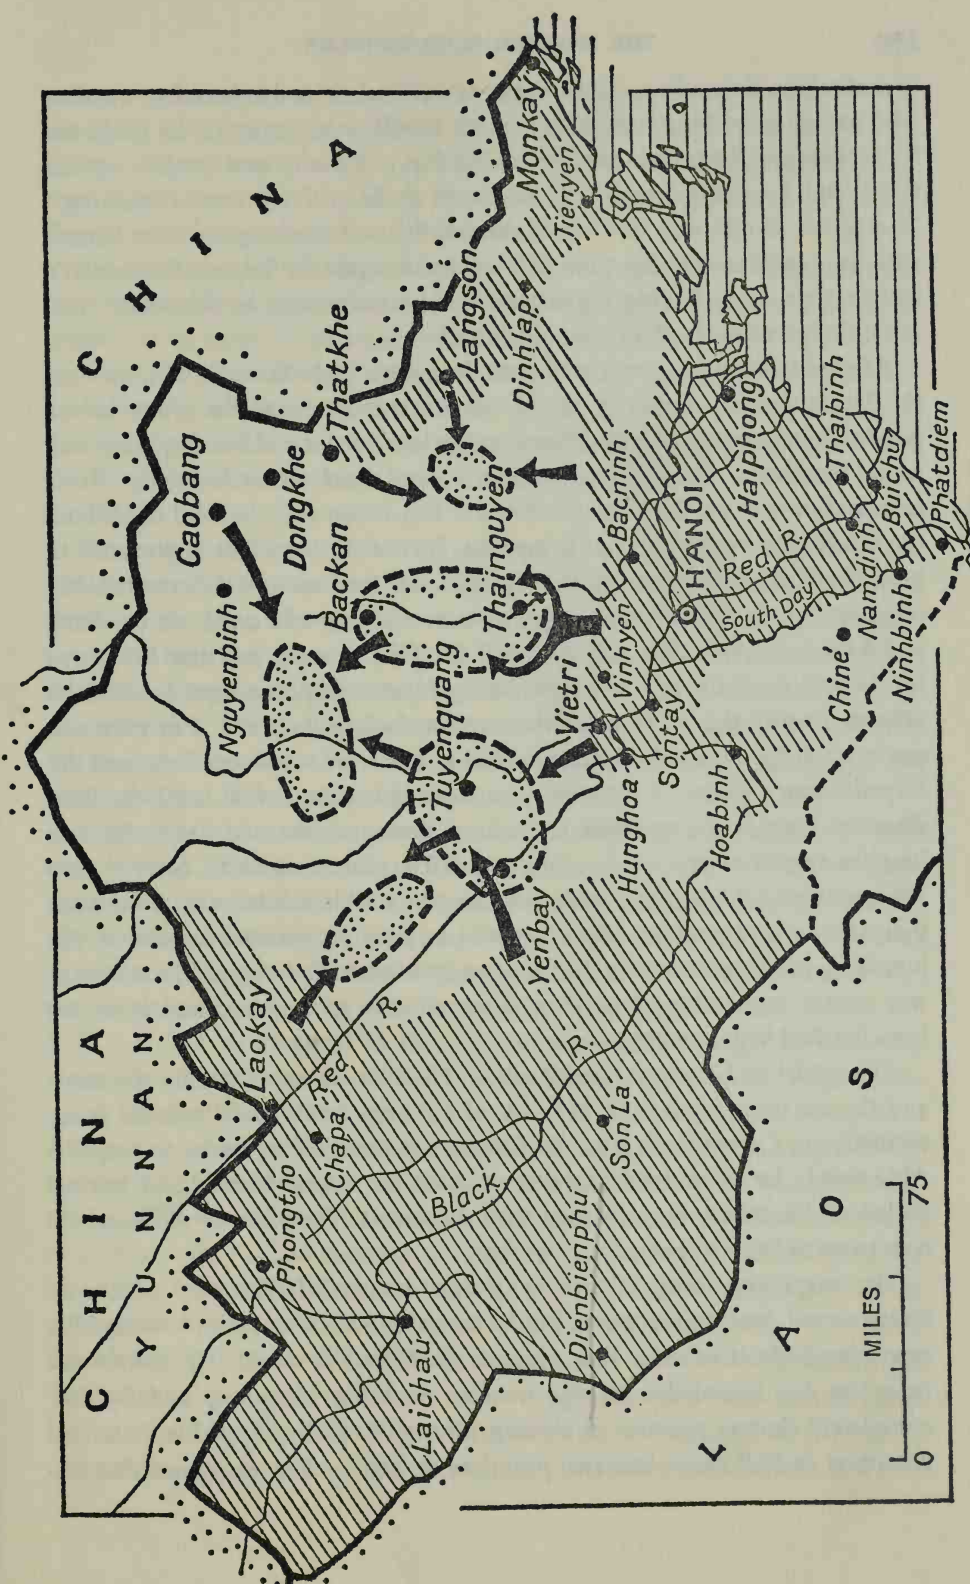 CHINA
YUNNAN
CHINA
Laokay
Phongtho
Chapa
Red R.
Laichau
Black R.
Son La
Dienbienphu
LAOS
MILES
0 75
Caobang
Nguyenbinh
Dongkhe
Thatkhe
Backan
Langson
Monkay
Tienyen
Dinhlap
Tuyenquang
Thainguyen
Yenbay
Vietri
Vinhyen
Bacninh
Hunghoa
Sontay
HANOI
Haiphong
Hoabinh
Red R.
South Day
Thaibinh
Chiné
Namdinh
Buichu
Ninhbinh
Phatdiem